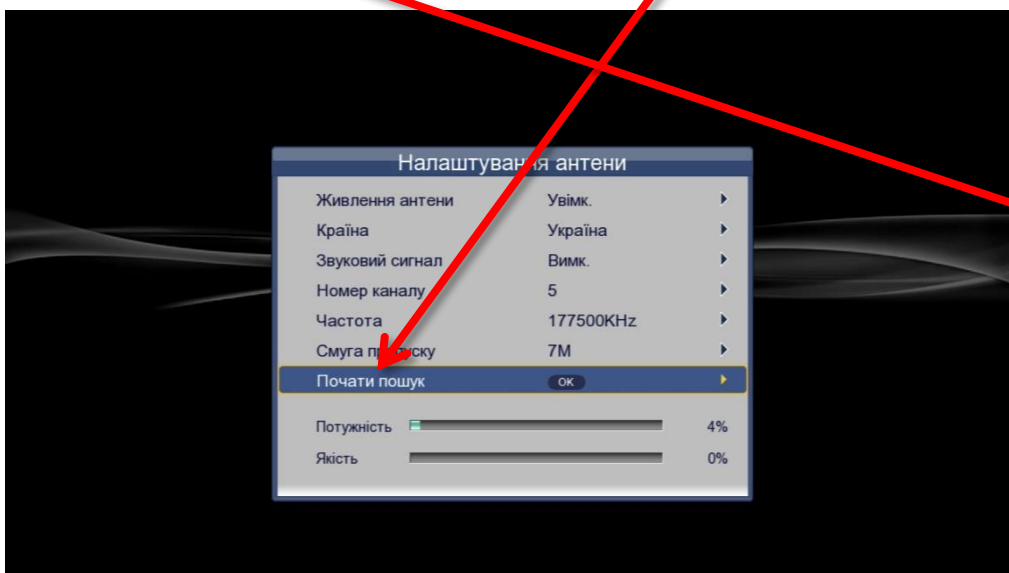 Налаштування антени
Живлення антени Увімк.
Країна Україна
Звуковий сигнал Вимк.
Номер каналу 5
Частота 177500KHz
Смуга пропуску 7M
Почати пошук OK
Потужність 4%
Якість 0%